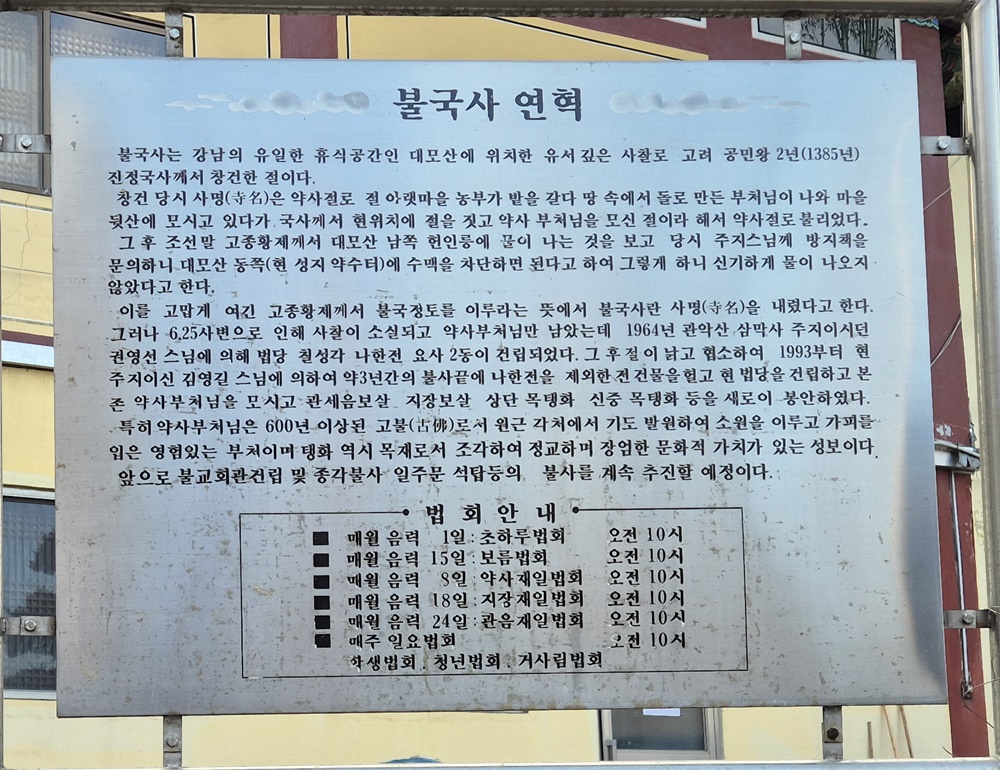 불국사 연혁
불국사는 강남의 유일한 휴식공간인 대모산에 위치한 유서 깊은 사찰로 고려 공민왕 2년(1385년)
진정국사께서 창건한 절이다.
창건 당시 사명(寺名)은 약사절로 절 아랫마을 농부가 밭을 갈다 땅 속에서 돌로 만든 부처님이 나와 마을
뒷산에 모시고 있다가 국사께서 현위치에 절을 짓고 약사 부처님을 모신 절이라 해서 약사절로 불리었다.
그 후 조선말 고종황제께서 대모산 남쪽 헌인릉에 물이 나는 것을 보고 당시 주지스님께 방지책을
문의하니 대모산 동쪽(현 성지 약수터)에 수맥을 차단하면 된다고 하여 그렇게 하니 신기하게 물이 나오지
않았다고 한다.
이를 고맙게 여긴 고종황제께서 불국정토를 이루라는 뜻에서 불국사란 사명(寺名)을 내렸다고 한다.
그러나 6.25사변으로 인해 사찰이 소실되고 약사부처님만 남았는데 1964년 관악산 삼막사 주지이시던
권영선 스님에 의해 법당 칠성각 나한전 요사 2동이 건립되었다. 그 후 절이 낡고 협소하여 1993부터 현
주지이신 김영길 스님에 의하여 약3년간의 불사끝에 나한전을 제외한 전건물을 헐고 현 법당을 건립하고 본
존 약사부처님을 모시고 관세음보살 지장보살 상단 목탱화 신중 목탱화 등을 새로이 봉안하였다.
특히 약사부처님은 600년 이상된 고불(古佛)로서 원근 각처에서 기도 발원하여 소원을 이루고 가피를
입은 영험있는 부처이며 탱화 역시 목재로서 조각하여 정교하며 장엄한 문화적 가치가 있는 성보이다.
앞으로 불교회관건립 및 종각불사 일주문 석탑등의 불사를 계속 추진할 예정이다.
법 회 안 내
■ 매월 음력 1일 : 초하루법회 오전 10시
■ 매월 음력 15일 : 보름법회 오전 10시
■ 매월 음력 8일 : 약사재일법회 오전 10시
■ 매월 음력 18일 : 지장재일법회 오전 10시
■ 매월 음력 24일 : 관음재일법회 오전 10시
■ 매주 일요법회 오전 10시
학생법회 . 청년법회 . 거사림법회